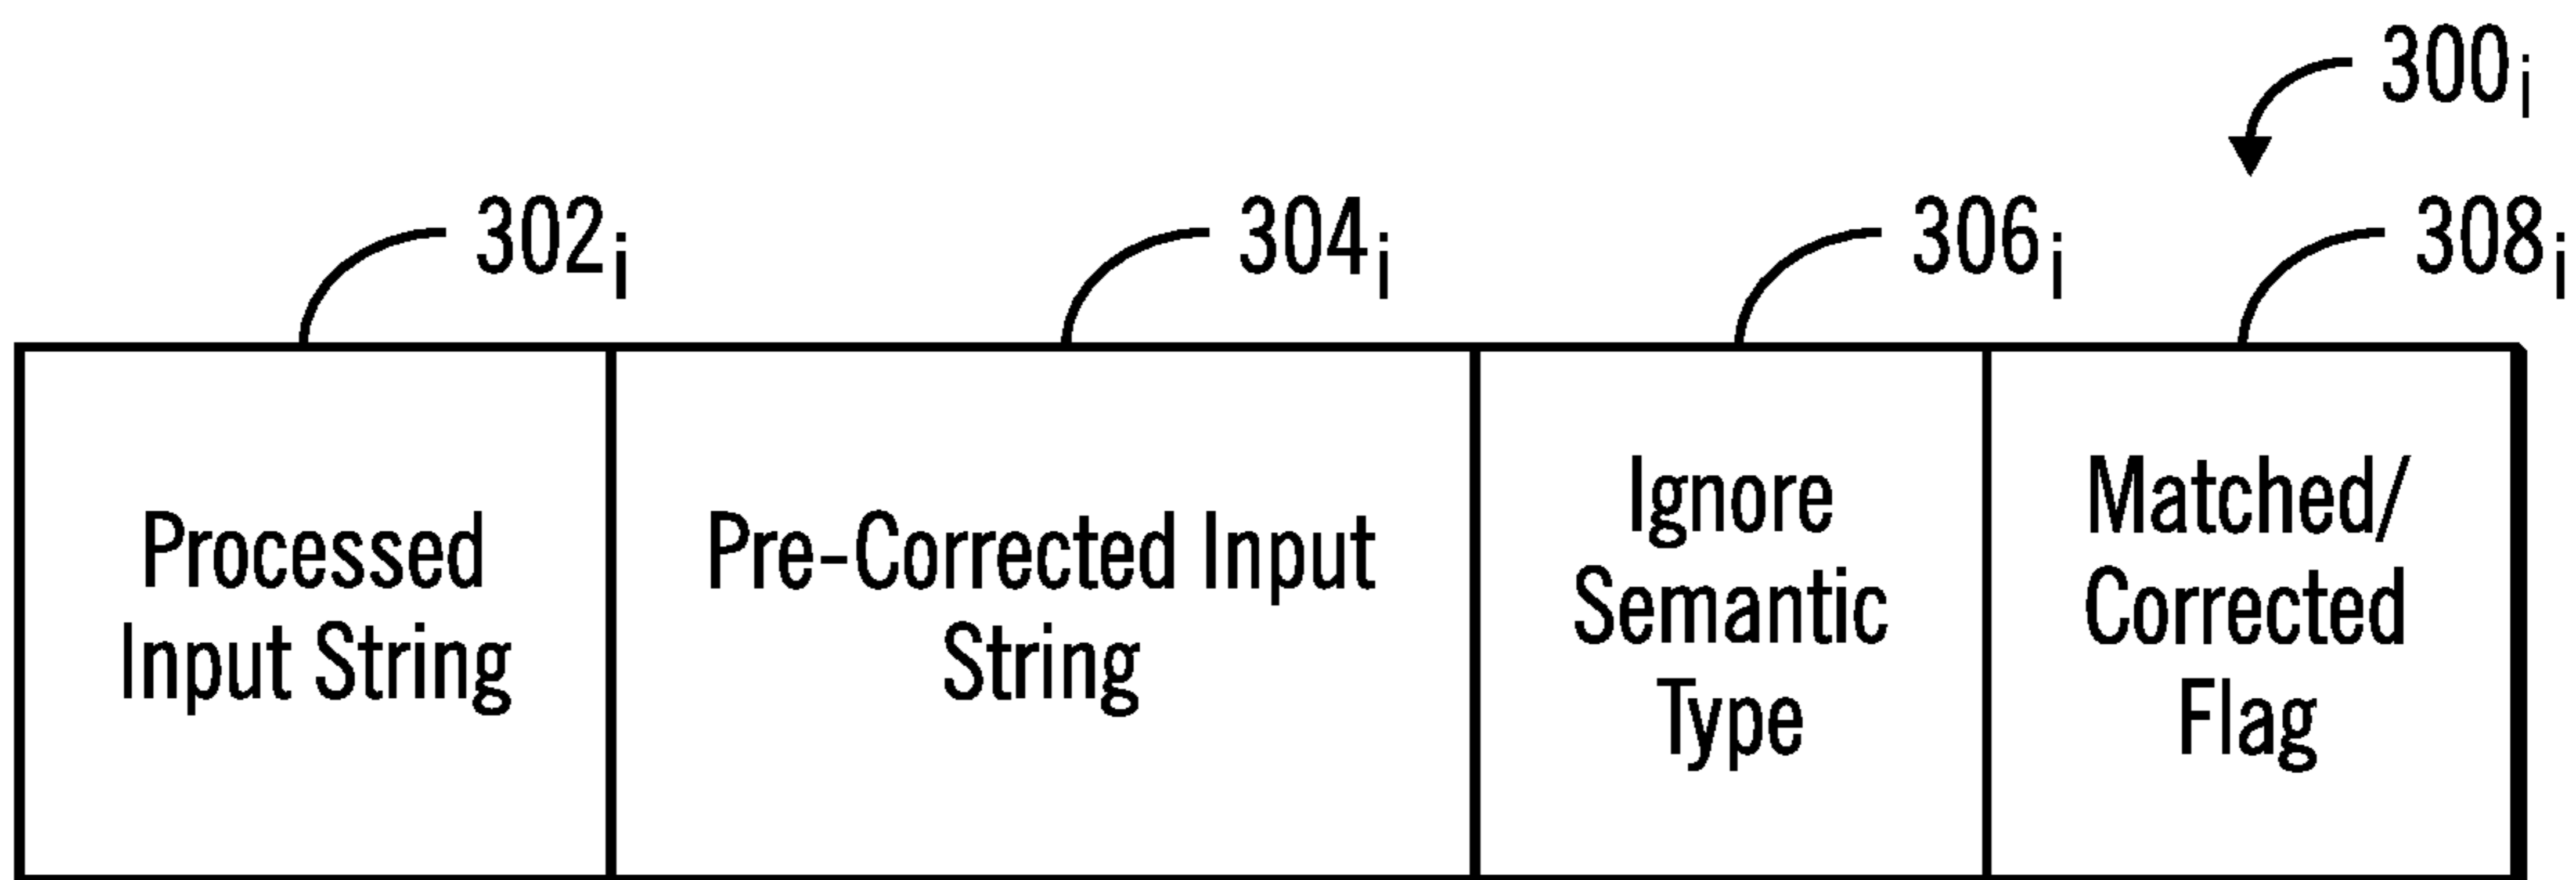 300i
302i
304i
306i
308i
Processed
Input String
Pre-Corrected Input
String
Ignore
Semantic
Type
Matched/
Corrected
Flag